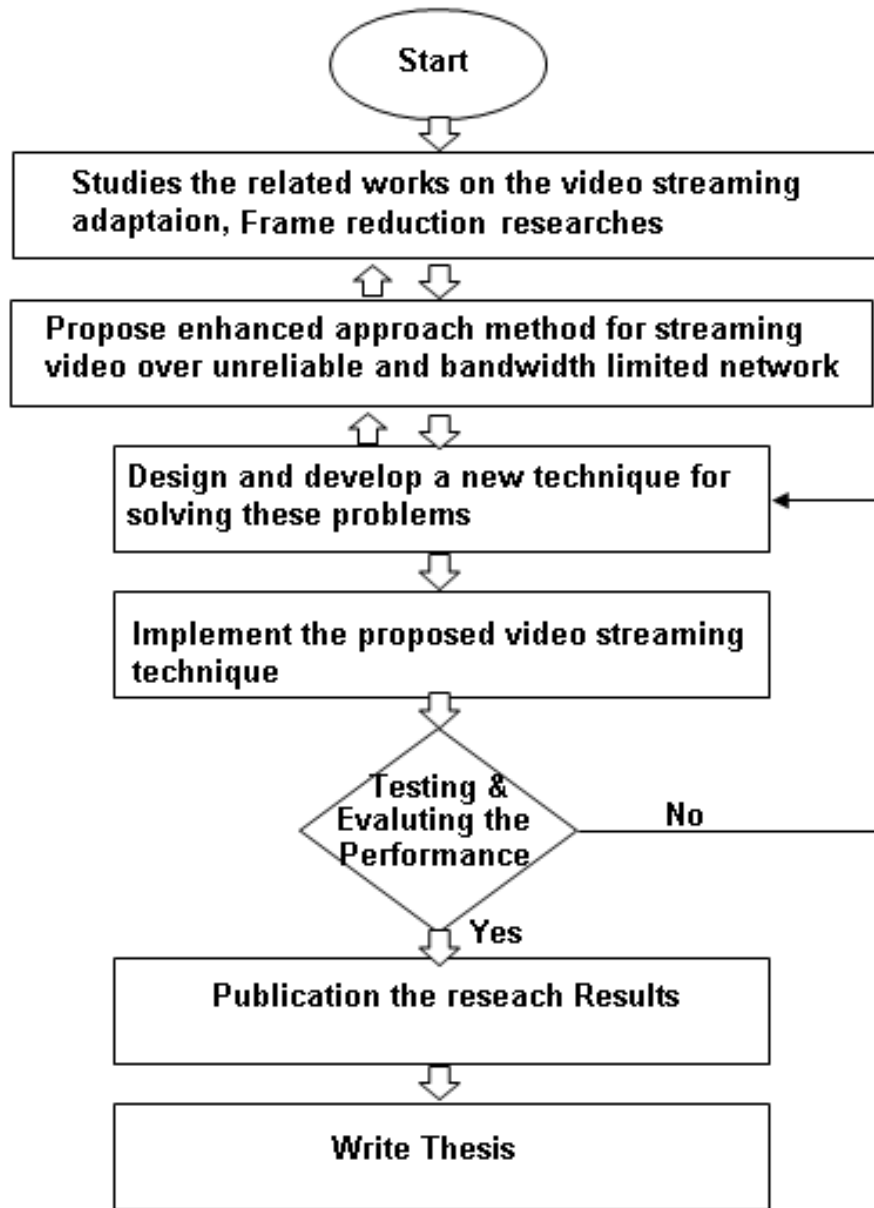 Start
Studies the related works on the video streaming
adaptaion, Frame reduction researches
Propose enhanced approach method for streaming
video over unreliable and bandwidth limited network
Design and develop a new technique for
solving these problems
Implement the proposed video streaming
technique
Testing &
Evaluting the
Performance
No
Yes
Publication the reseach Results
Write Thesis